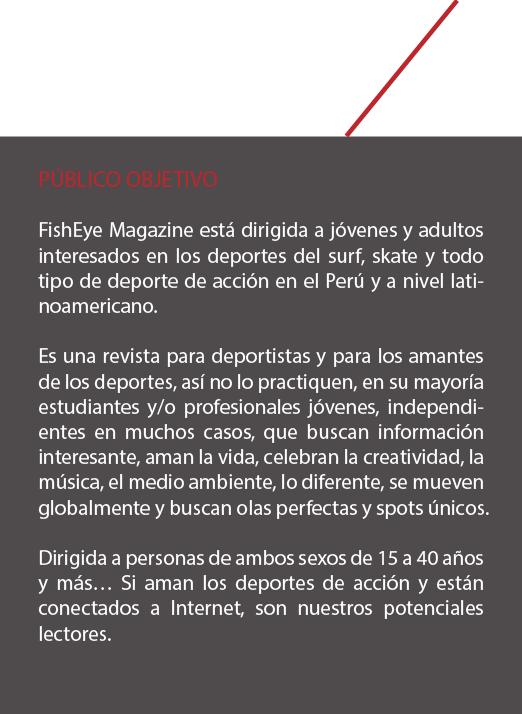 PÚBLICO OBJETIVO
FishEye Magazine está dirigida a jóvenes y adultos
interesados en los deportes del surf, skate y todo
tipo de deporte de acción en el Perú y a nivel lati-
noamericano.
Es una revista para deportistas y para los amantes
de los deportes, así no lo practiquen, en su mayoría
estudiantes y/o profesionales jóvenes, independi-
entes en muchos casos, que buscan información
interesante, aman la vida, celebran la creatividad, la
música, el medio ambiente, lo diferente, se mueven
globalmente y buscan olas perfectas y spots únicos.
Dirigida a personas de ambos sexos de 15 a 40 años
y más… Si aman los deportes de acción y están
conectados a Internet, son nuestros potenciales
lectores.